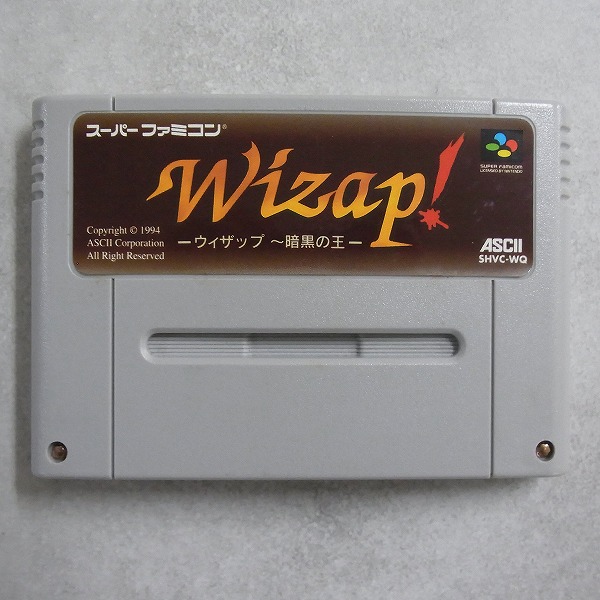 スーパーファミコン®
Wizap!
ーウィザップ ～暗黒の王ー
Copyright © 1994
ASCII Corporation
All Right Reserved
SUPER FAMICOM
LICENSED BY NINTENDO
ASCII
SHVC-WQ